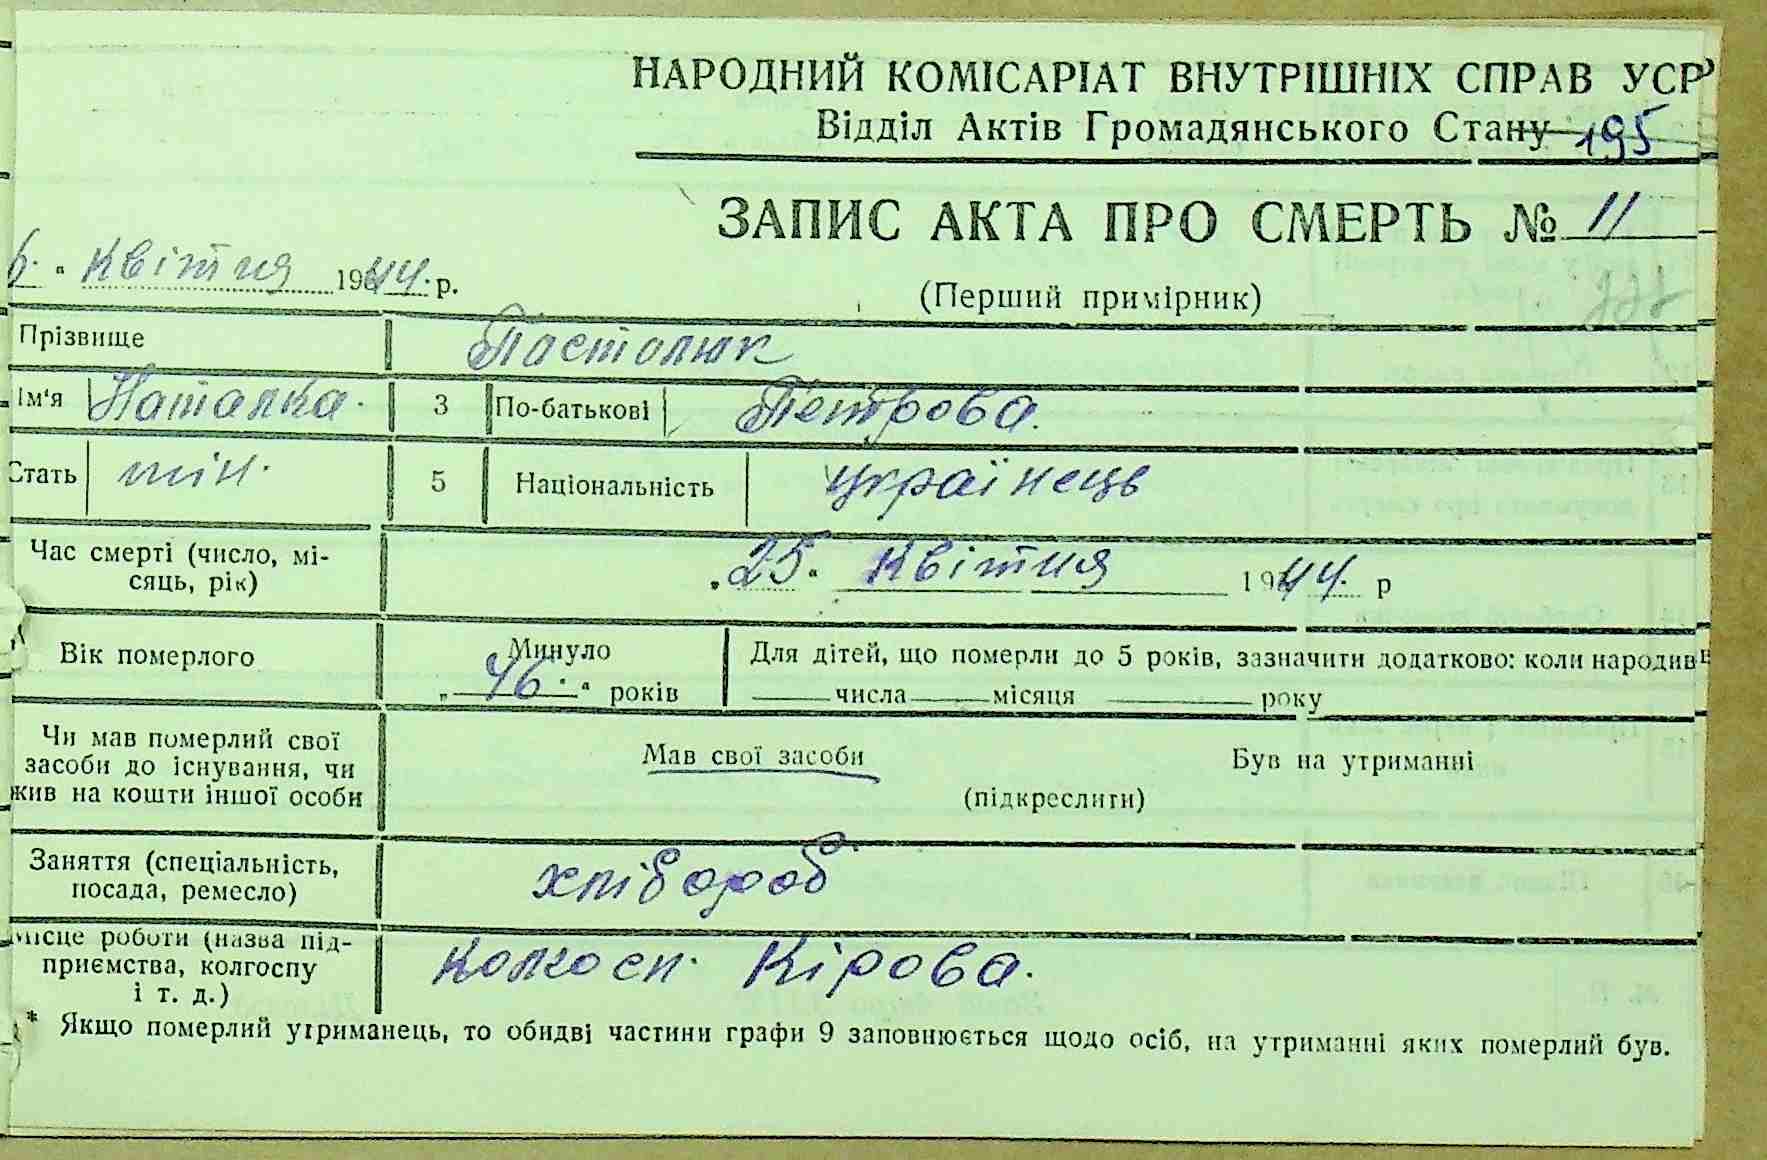 НАРОДНИЙ КОМІСАРІАТ ВНУТРІШНІХ СПРАВ УСР
Відділ Актів Громадянського Стану 195
ЗАПИС АКТА ПРО СМЕРТЬ № 11
6. " квітня 1944. р.
(Перший примірник)
Прізвище Пастолюк
Ім'я Наталка. 3 По-батькові Петрова.
Стать жін. 5 Національність українець
Час смерті (число, мі-
сяць, рік) „25." квітня 1944. р
Вік померлого Минуло „46." років
Для дітей, що померли до 5 років, зазначити додатково: коли народив
числа місяця року
Чи мав померлий свої
засоби до існування, чи
жив на кошти іншої особи
Мав свої засоби Був на утриманні
(підкреслити)
Заняття (спеціальність,
посада, ремесло) хлібороб
Місце роботи (назва під-
приємства, колгоспу
і т. д.) Колхосп. Кірова.
* Якщо померлий утриманець, то обидві частини графи 9 заповнюється щодо осіб, на утриманні яких померлий був.